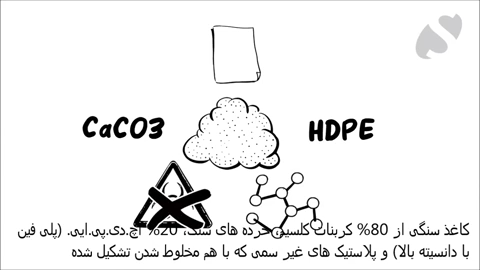 CaCO3
HDPE
کاغذ سنگی از 80% کربنات کلسیم خرده های سنگ، 20% اچ.دی.پی.ایی. (پلی فین
با دانسیته بالا) و پلاستیک های غیر سمی که با هم مخلوط شدن تشکیل شده